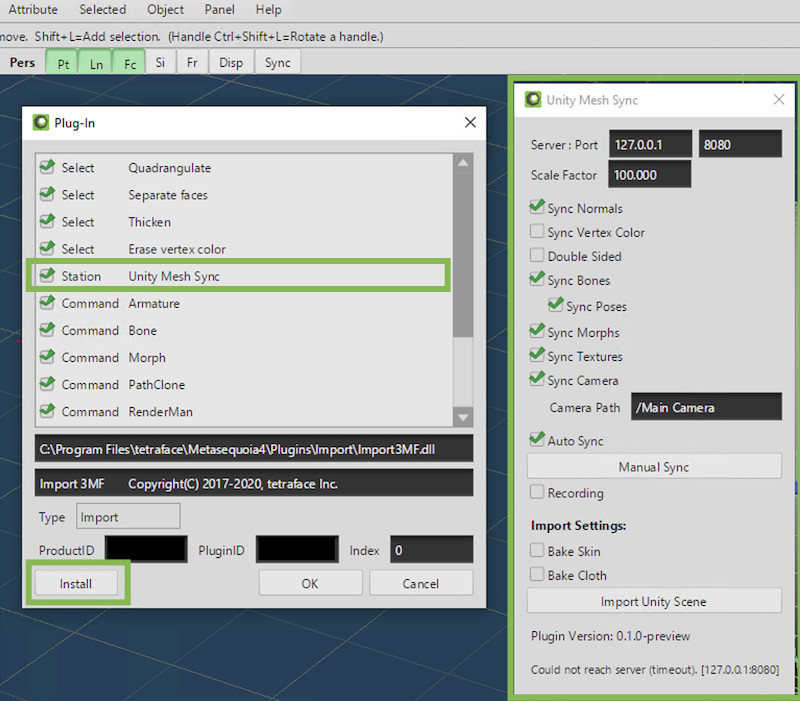 Attribute Selected Object Panel Help
move. Shift+L=Add selection. (Handle Ctrl+Shift+L=Rotate a handle.)
Pers Pt Ln Fc Si Fr Disp Sync
Plug-In
Select Quadrangulate
Select Separate faces
Select Thicken
Select Erase vertex color
Station Unity Mesh Sync
Command Armature
Command Bone
Command Morph
Command PathClone
Command RenderMan
C:\Program Files\tetraface\Metasequoia4\Plugins\Import\Import3MF.dll
Import 3MF Copyright(C) 2017-2020, tetraface Inc.
Type Import
ProductID PluginID Index 0
Install OK Cancel
Unity Mesh Sync
Server : Port 127.0.0.1 8080
Scale Factor 100.000
Sync Normals
Sync Vertex Color
Double Sided
Sync Bones
Sync Poses
Sync Morphs
Sync Textures
Sync Camera
Camera Path /Main Camera
Auto Sync
Manual Sync
Recording
Import Settings:
Bake Skin
Bake Cloth
Import Unity Scene
Plugin Version: 0.1.0-preview
Could not reach server (timeout). [127.0.0.1:8080]